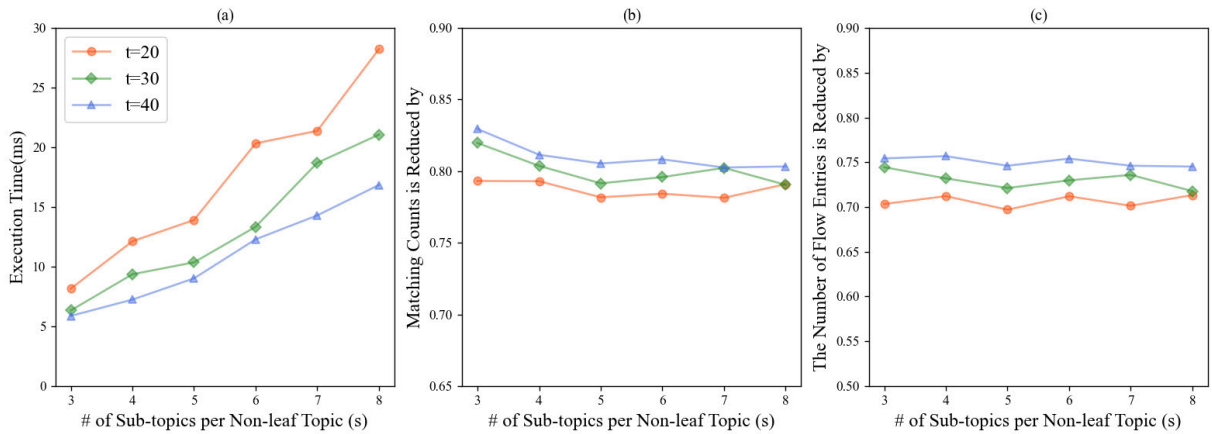 (a)
30
25
20
15
10
5
0
Execution Time(ms)
t=20
t=30
t=40
3 4 5 6 7 8
# of Sub-topics per Non-leaf Topic (s)
(b)
0.90
0.85
0.80
0.75
0.70
0.65
Matching Counts is Reduced by
3 4 5 6 7 8
# of Sub-topics per Non-leaf Topic (s)
(c)
0.90
0.85
0.80
0.75
0.70
0.65
0.60
0.55
0.50
The Number of Flow Entries is Reduced by
3 4 5 6 7 8
# of Sub-topics per Non-leaf Topic (s)